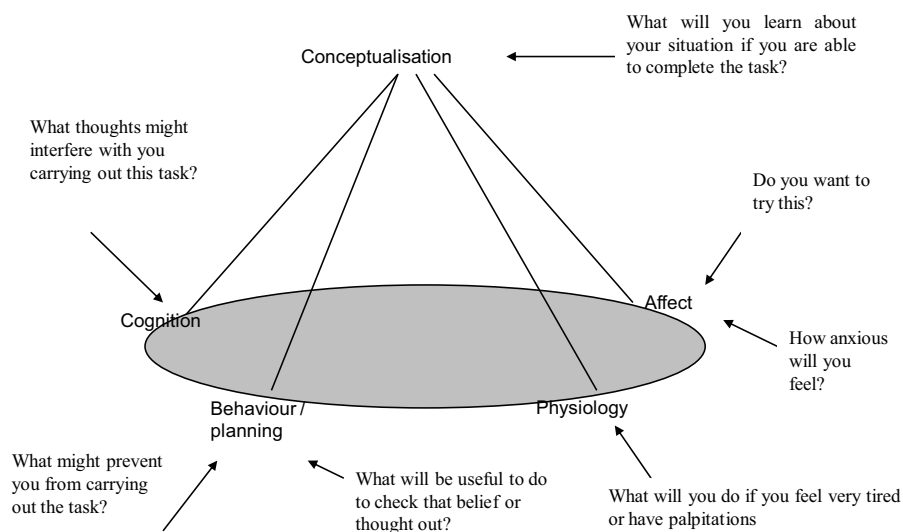 What will you learn about
your situation if you are able
to complete the task?
Conceptualisation
What thoughts might
interfere with you
carrying out this task?
Do you want to
try this?
Cognition
Affect
How anxious
will you
feel?
Behaviour /
planning
Physiology
What might prevent
you from carrying
out the task?
What will be useful to do
to check that belief or
thought out?
What will you do if you feel very tired
or have palpitations